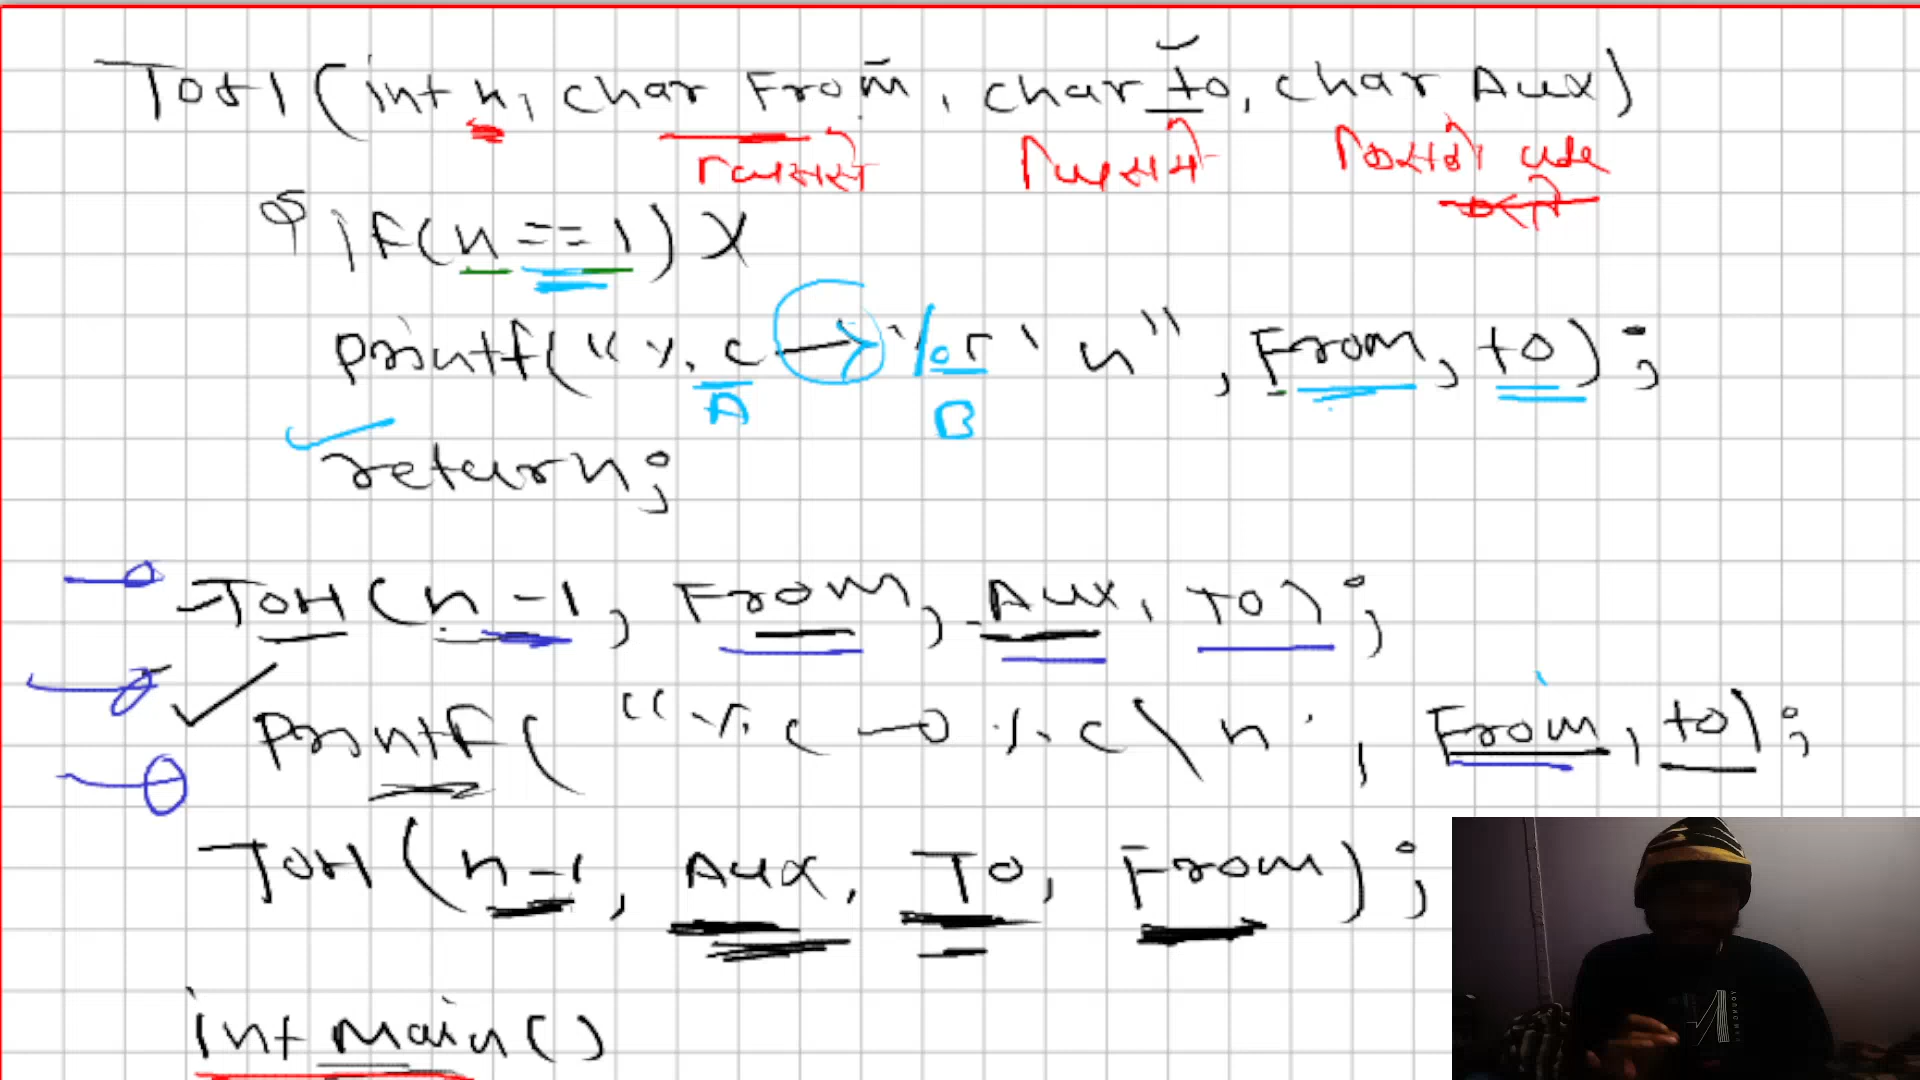 TOH (int n, char From, char to, char Aux)
if(n == 1) X
printf("%c → %c \n", From, to);
A B
return;
TOH (n-1, From, Aux, To);
printf("%c → %c \n", From, to);
TOH (n-1, Aux, To, From);
int main()